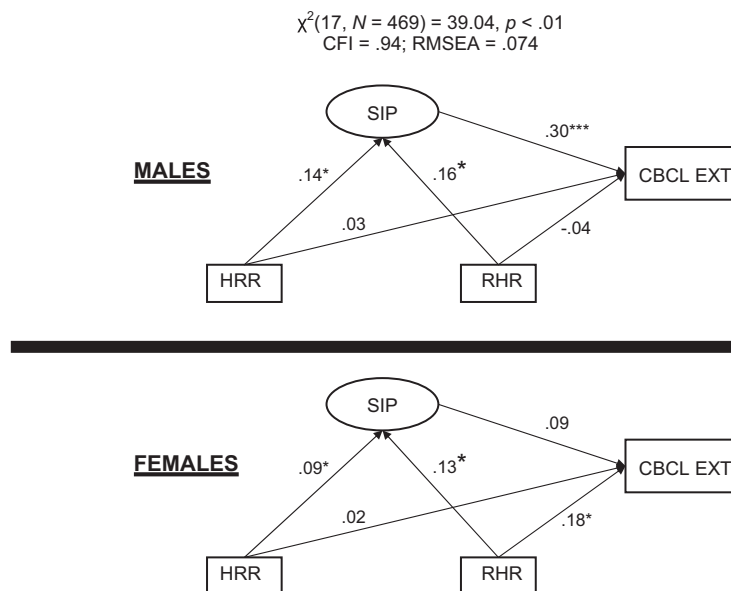 χ²(17, N = 469) = 39.04, p < .01
CFI = .94; RMSEA = .074
SIP
.30***
MALES
.14*
.16*
CBCL EXT
.03
-.04
HRR
RHR
SIP
.09
FEMALES
.09*
.13*
CBCL EXT
.02
.18*
HRR
RHR